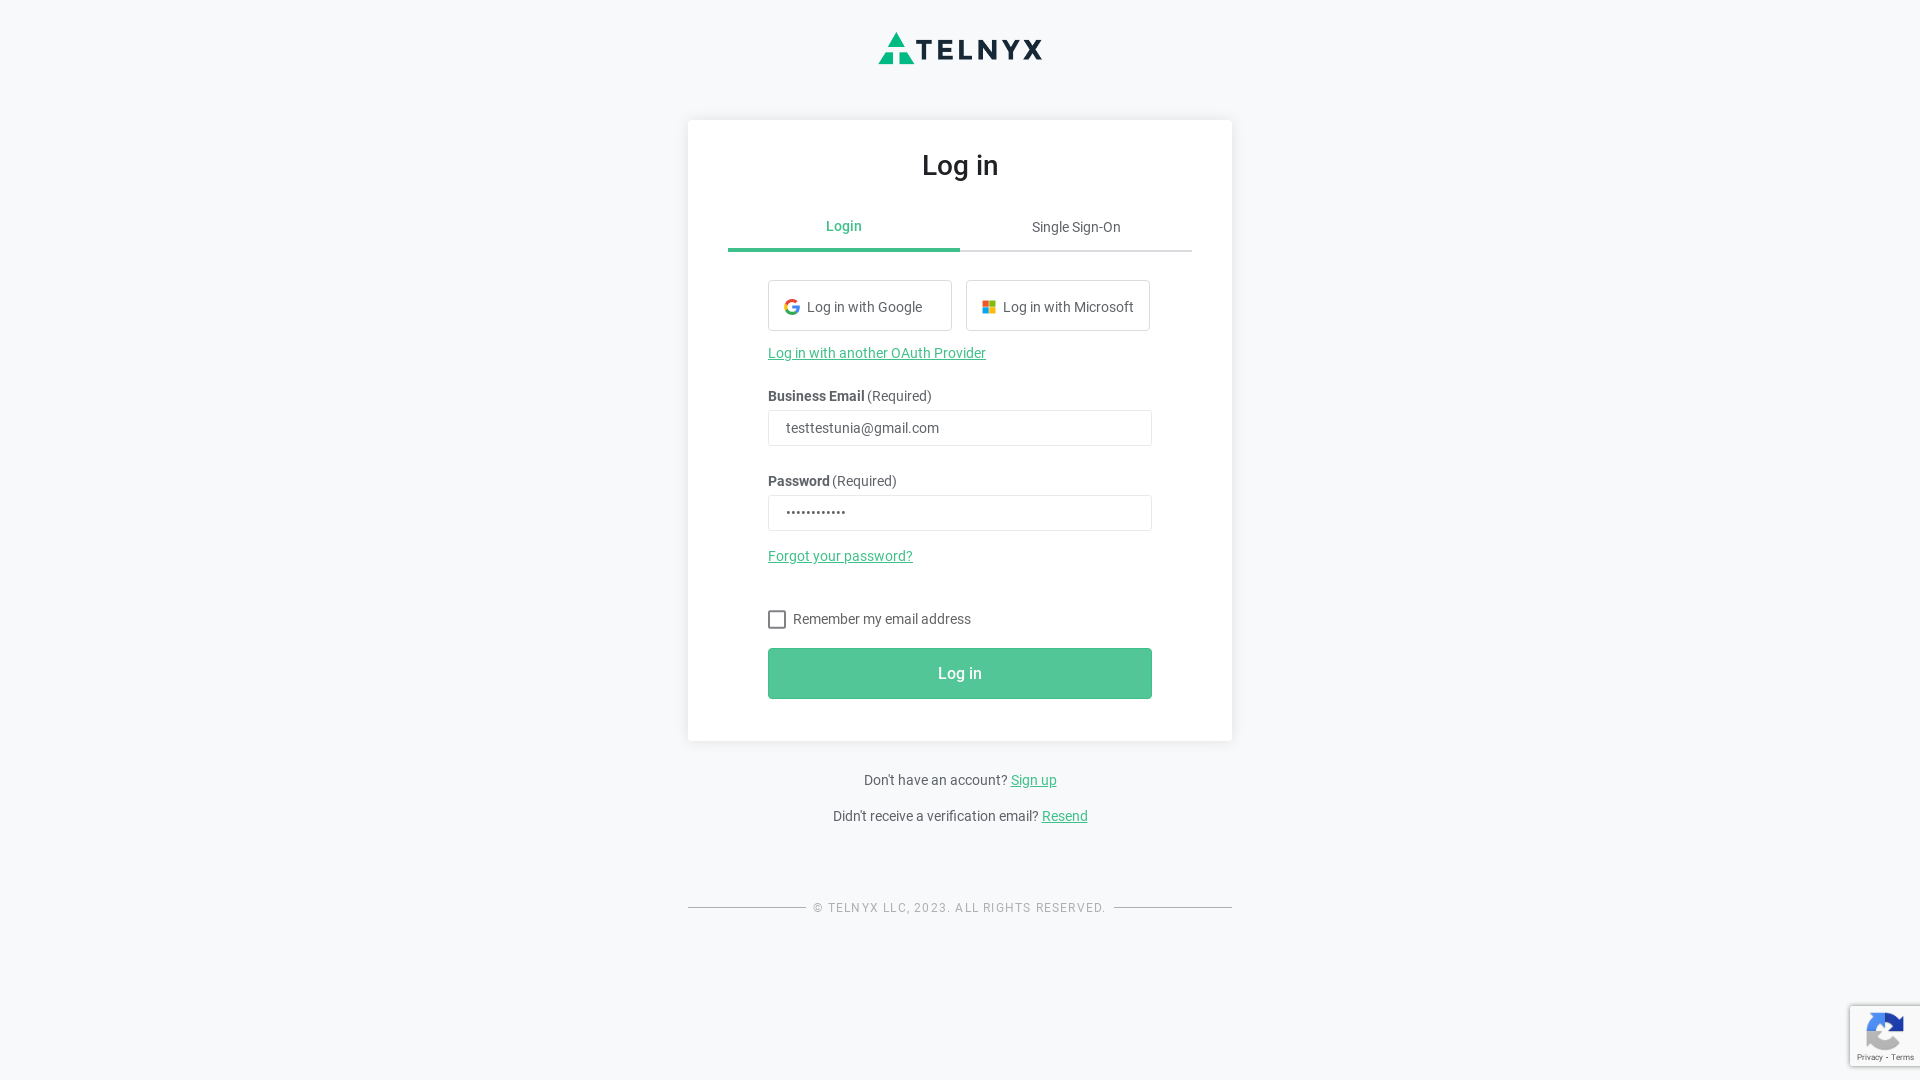 TELNYX
Log in
Login
Single Sign-On
Log in with Google
Log in with Microsoft
Log in with another OAuth Provider
Business Email (Required)
testtestunia@gmail.com
Password (Required)
••••••••••••
Forgot your password?
Remember my email address
Log in
Don't have an account? Sign up
Didn't receive a verification email? Resend
© TELNYX LLC, 2023. ALL RIGHTS RESERVED.
Privacy - Terms